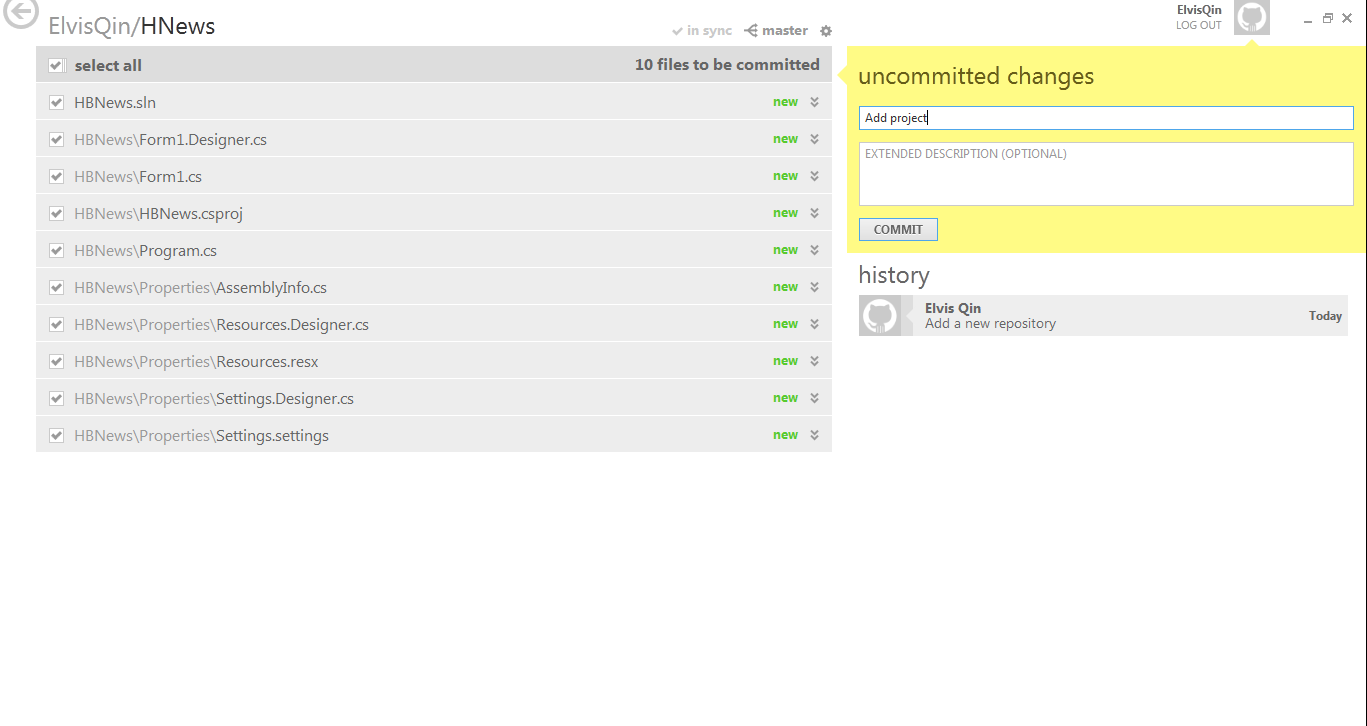 ElvisQin/HNews
in sync master
ElvisQin
LOG OUT
select all 10 files to be committed
HBNews.sln new
HBNews\Form1.Designer.cs new
HBNews\Form1.cs new
HBNews\HBNews.csproj new
HBNews\Program.cs new
HBNews\Properties\AssemblyInfo.cs new
HBNews\Properties\Resources.Designer.cs new
HBNews\Properties\Resources.resx new
HBNews\Properties\Settings.Designer.cs new
HBNews\Properties\Settings.settings new
uncommitted changes
Add project
EXTENDED DESCRIPTION (OPTIONAL)
COMMIT
history
Elvis Qin
Add a new repository
Today